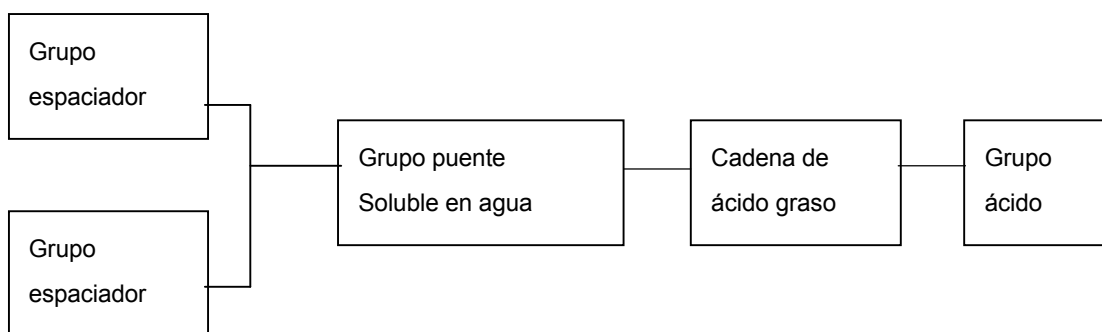 Grupo
espaciador
Grupo puente
Soluble en agua
Cadena de
ácido graso
Grupo
ácido
Grupo
espaciador